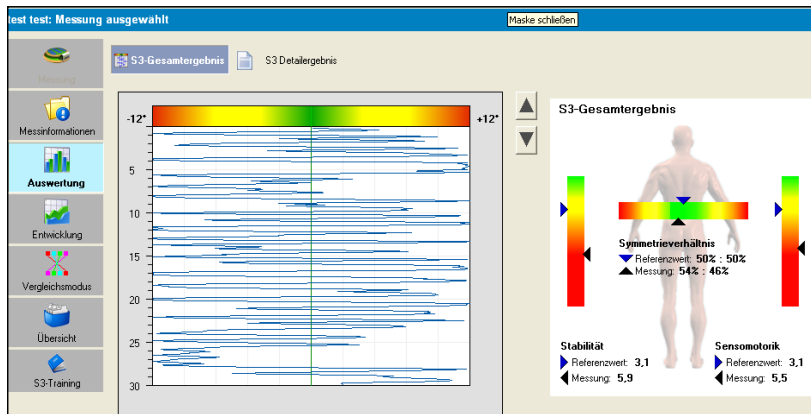 test test: Messung ausgewählt
Maske schließen
Messung
Messinformationen
Auswertung
Entwicklung
Vergleichsmodus
Übersicht
S3-Training
S3-Gesamtergebnis
S3 Detailergebnis
-12°
+12°
5
10
15
20
25
30
S3-Gesamtergebnis
Symmetrieverhältnis
Referenzwert: 50% : 50%
Messung: 54% : 46%
Stabilität
Referenzwert: 3,1
Messung: 5,9
Sensomotorik
Referenzwert: 3,1
Messung: 5,5